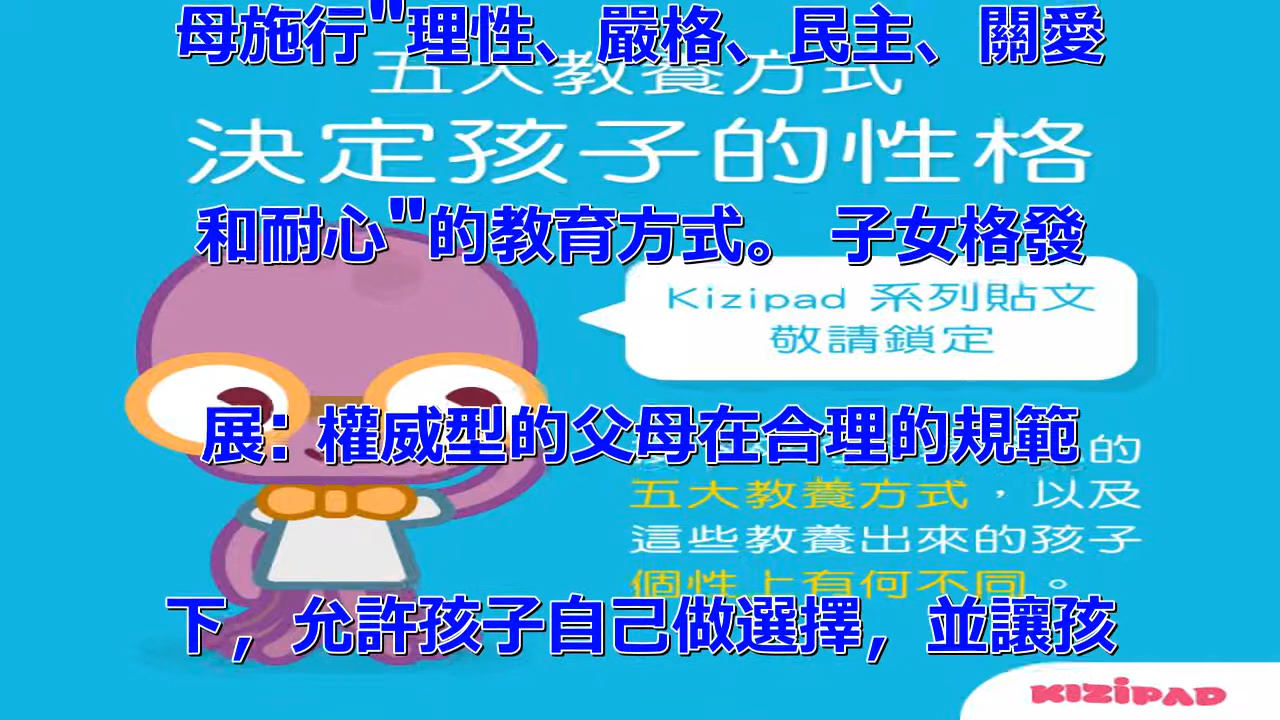 母施行"理性、嚴格、民主、關愛
五大教養方式
決定孩子的性格
和耐心"的教育方式。 子女格發
Kizipad 系列貼文
敬請鎖定
展：權威型的父母在合理的規範
的
五大教養方式，以及
這些教養出來的孩子
個性上有何不同。
下，允許孩子自己做選擇，並讓孩
KIZIPAD